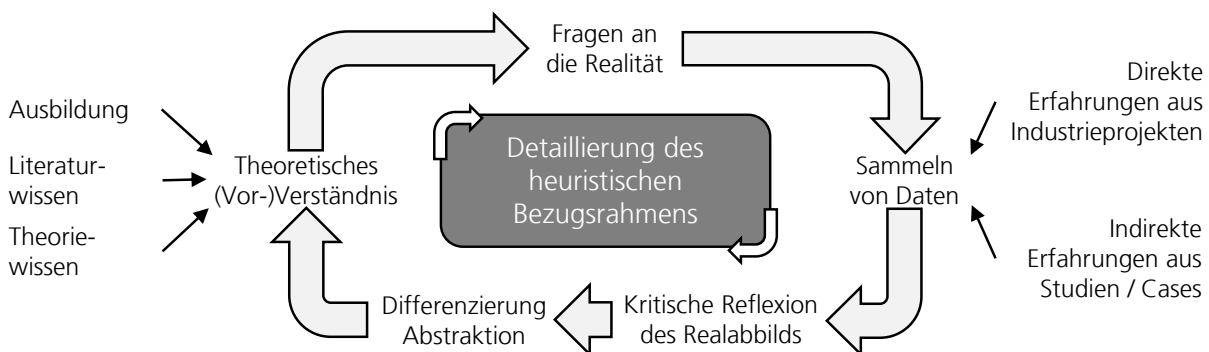 Fragen an
die Realität
Ausbildung
Literatur-
wissen
Theorie-
wissen
Theoretisches
(Vor-)Verständnis
Detaillierung des
heuristischen
Bezugsrahmens
Sammeln
von Daten
Direkte
Erfahrungen aus
Industrieprojekten
Indirekte
Erfahrungen aus
Studien / Cases
Differenzierung
Abstraktion
Kritische Reflexion
des Realabbilds